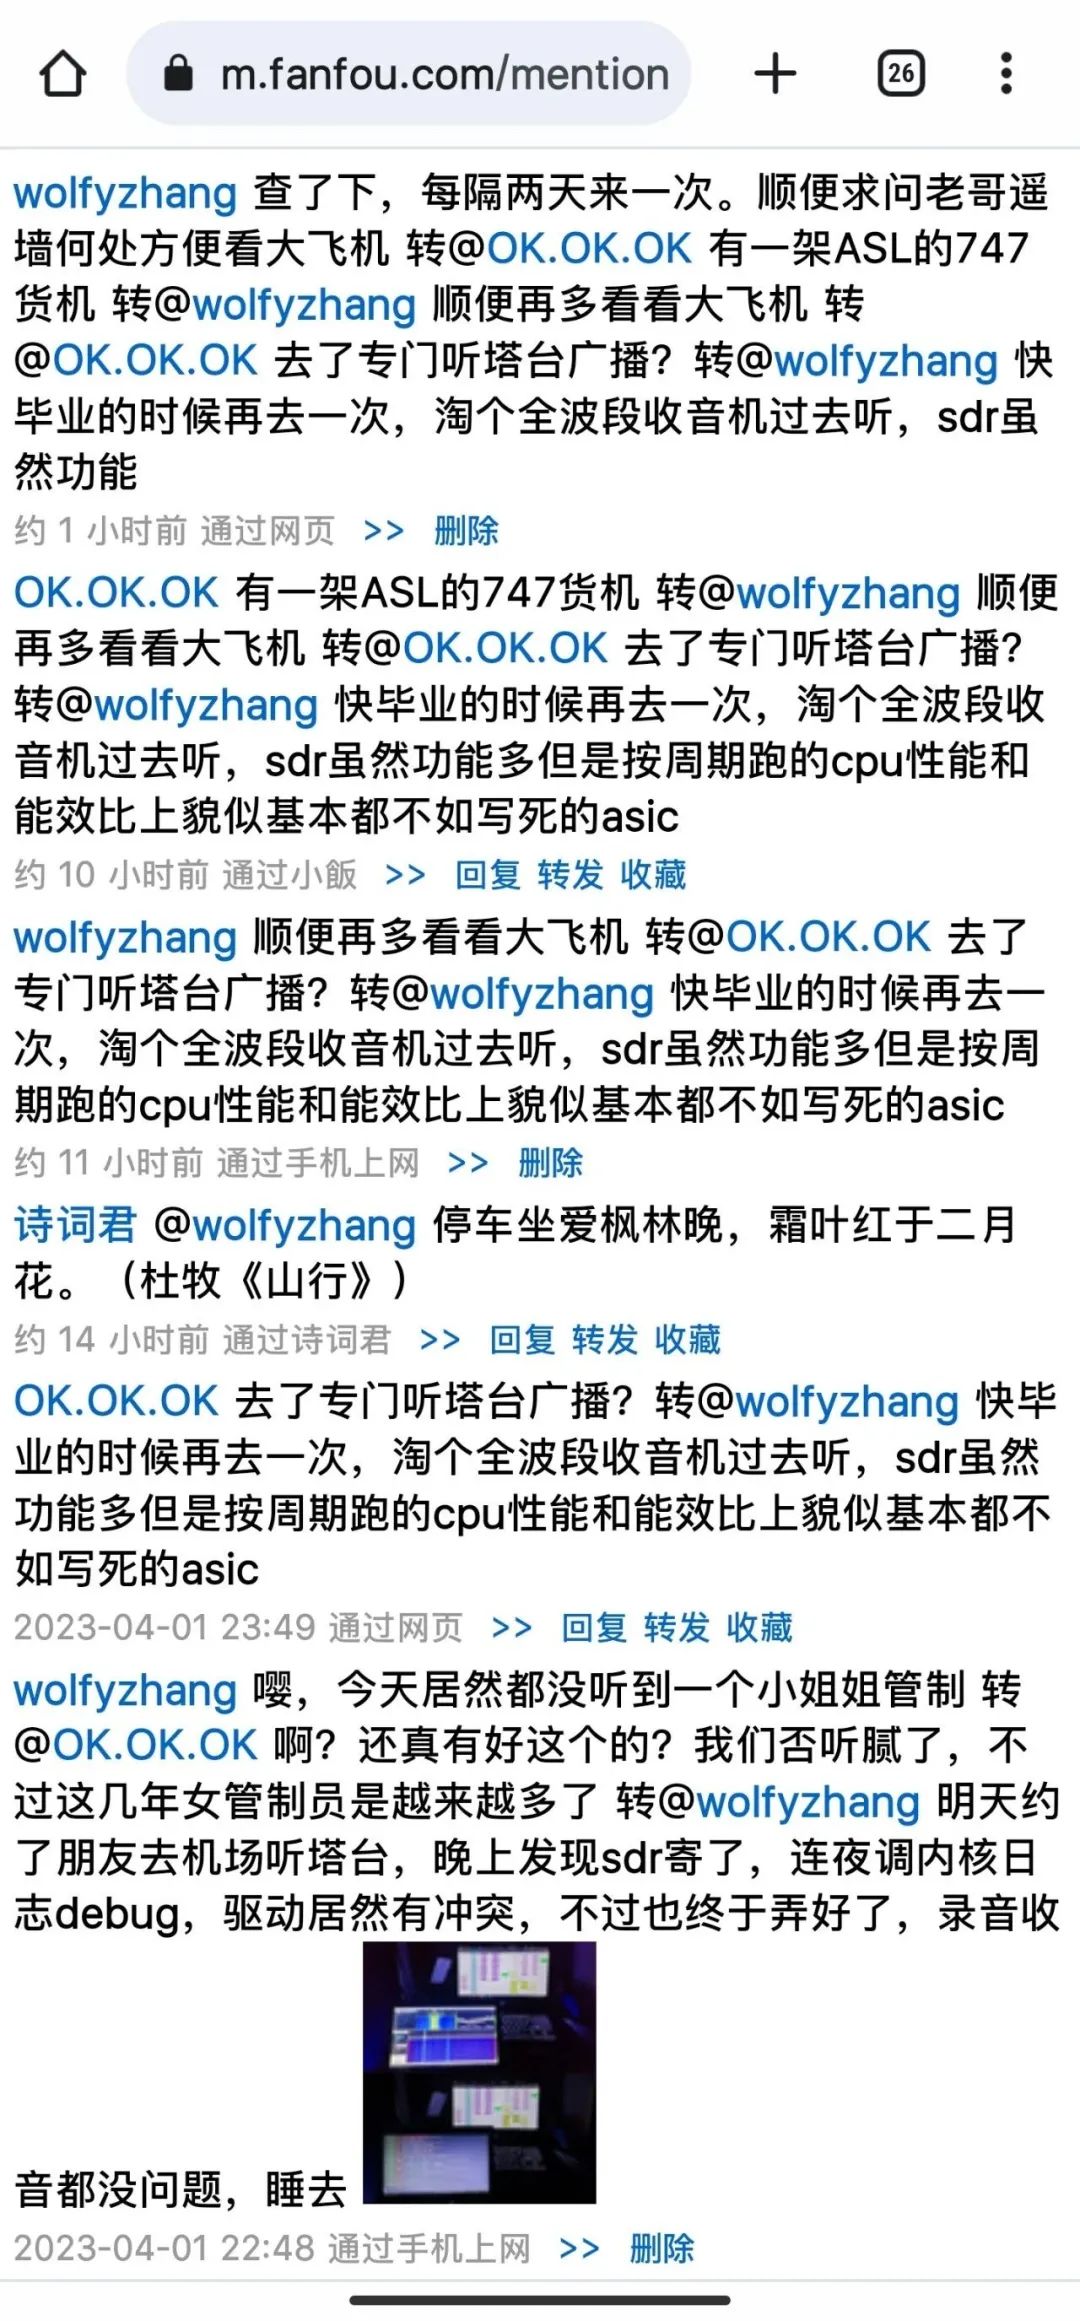 m.fanfou.com/mention
26
wolfyzhang 查了下，每隔两天来一次。顺便求问老哥遥
墙何处方便看大飞机 转@OK.OK.OK 有一架ASL的747
货机 转@wolfyzhang 顺便再多看看大飞机 转
@OK.OK.OK 去了专门听塔台广播？转@wolfyzhang 快
毕业的时候再去一次，淘个全波段收音机过去听，sdr虽
然功能
约 1 小时前 通过网页 >> 删除
OK.OK.OK 有一架ASL的747货机 转@wolfyzhang 顺便
再多看看大飞机 转@OK.OK.OK 去了专门听塔台广播？
转@wolfyzhang 快毕业的时候再去一次，淘个全波段收
音机过去听，sdr虽然功能多但是按周期跑的cpu性能和
能效比上貌似基本都不如写死的asic
约 10 小时前 通过小飯 >> 回复 转发 收藏
wolfyzhang 顺便再多看看大飞机 转@OK.OK.OK 去了
专门听塔台广播？转@wolfyzhang 快毕业的时候再去一
次，淘个全波段收音机过去听，sdr虽然功能多但是按周
期跑的cpu性能和能效比上貌似基本都不如写死的asic
约 11 小时前 通过手机上网 >> 删除
诗词君 @wolfyzhang 停车坐爱枫林晚，霜叶红于二月
花。（杜牧《山行》）
约 14 小时前 通过诗词君 >> 回复 转发 收藏
OK.OK.OK 去了专门听塔台广播？转@wolfyzhang 快毕
业的时候再去一次，淘个全波段收音机过去听，sdr虽然
功能多但是按周期跑的cpu性能和能效比上貌似基本都不
如写死的asic
2023-04-01 23:49 通过网页 >> 回复 转发 收藏
wolfyzhang 嘤，今天居然都没听到一个小姐姐管制 转
@OK.OK.OK 啊？还真有好这个的？我们否听腻了，不
过这几年女管制员是越来越多了 转@wolfyzhang 明天约
了朋友去机场听塔台，晚上发现sdr寄了，连夜调内核日
志debug，驱动居然有冲突，不过也终于弄好了，录音收
音都没问题，睡去
2023-04-01 22:48 通过手机上网 >> 删除